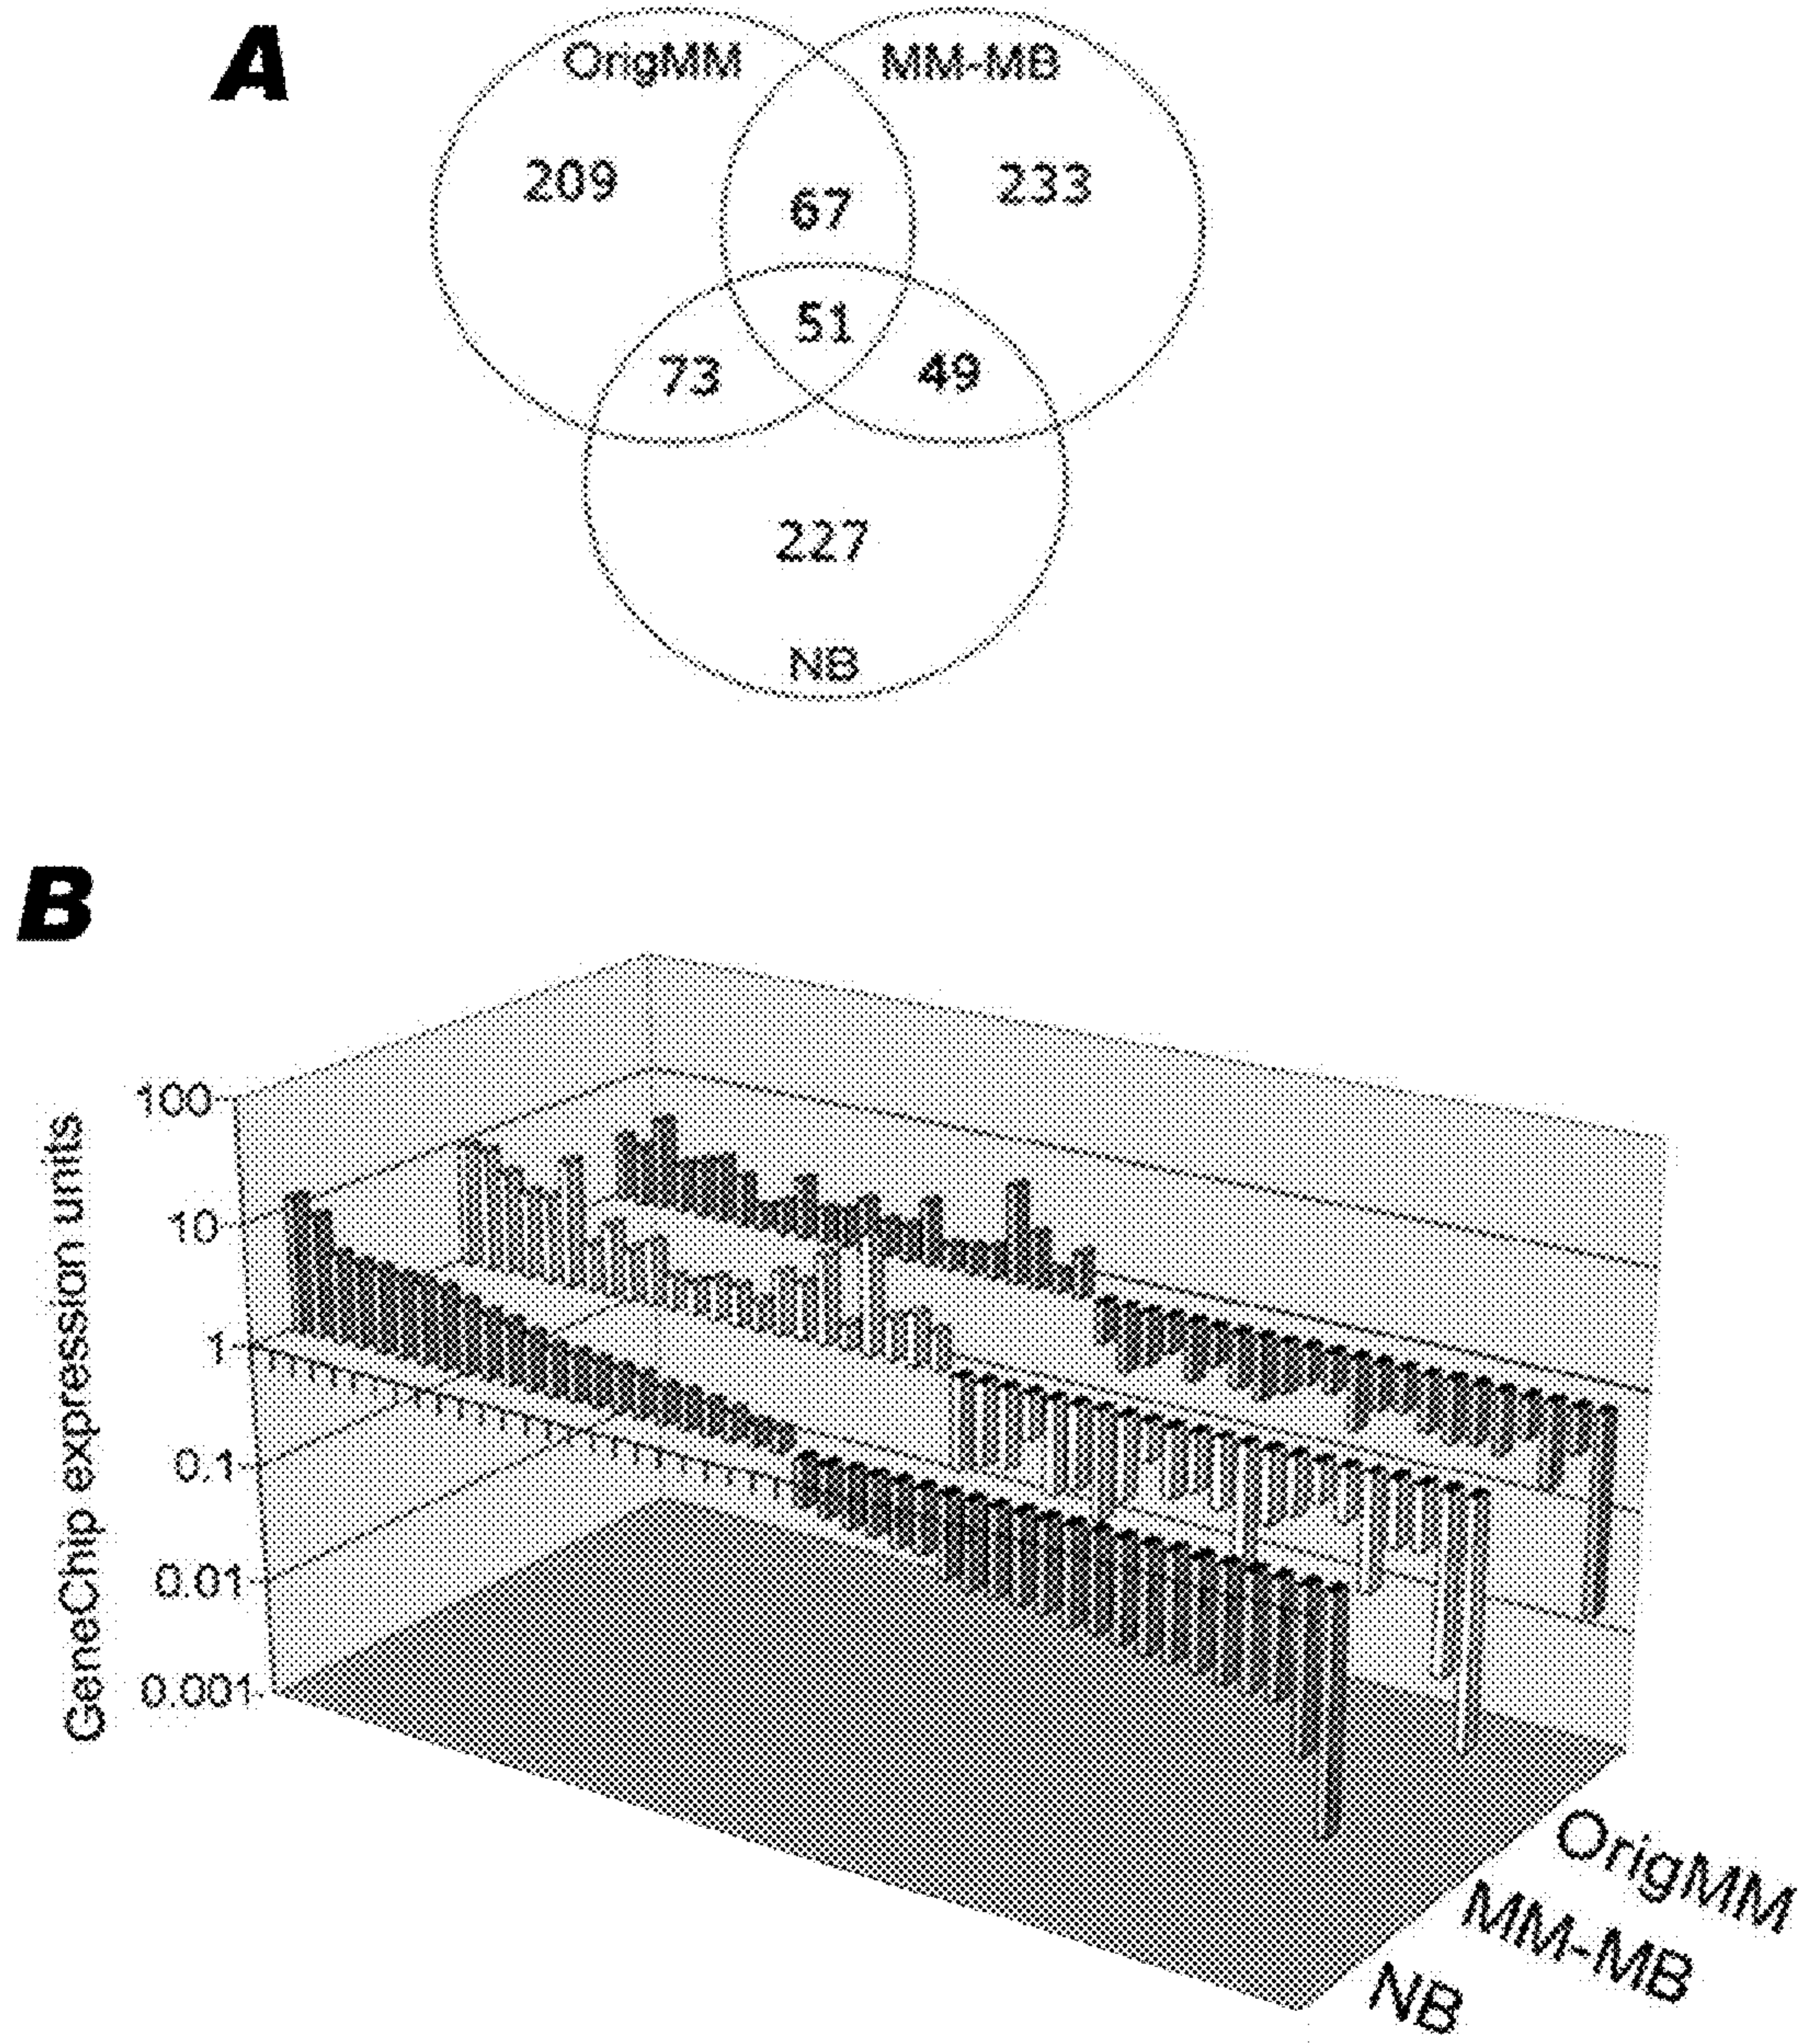 A
OrigMM MM-MB
209 67 233
51
73 49
227
NB
B
GeneChip expression units
100
10
1
0.1
0.01
0.001
OrigMM
MM-MB
NB